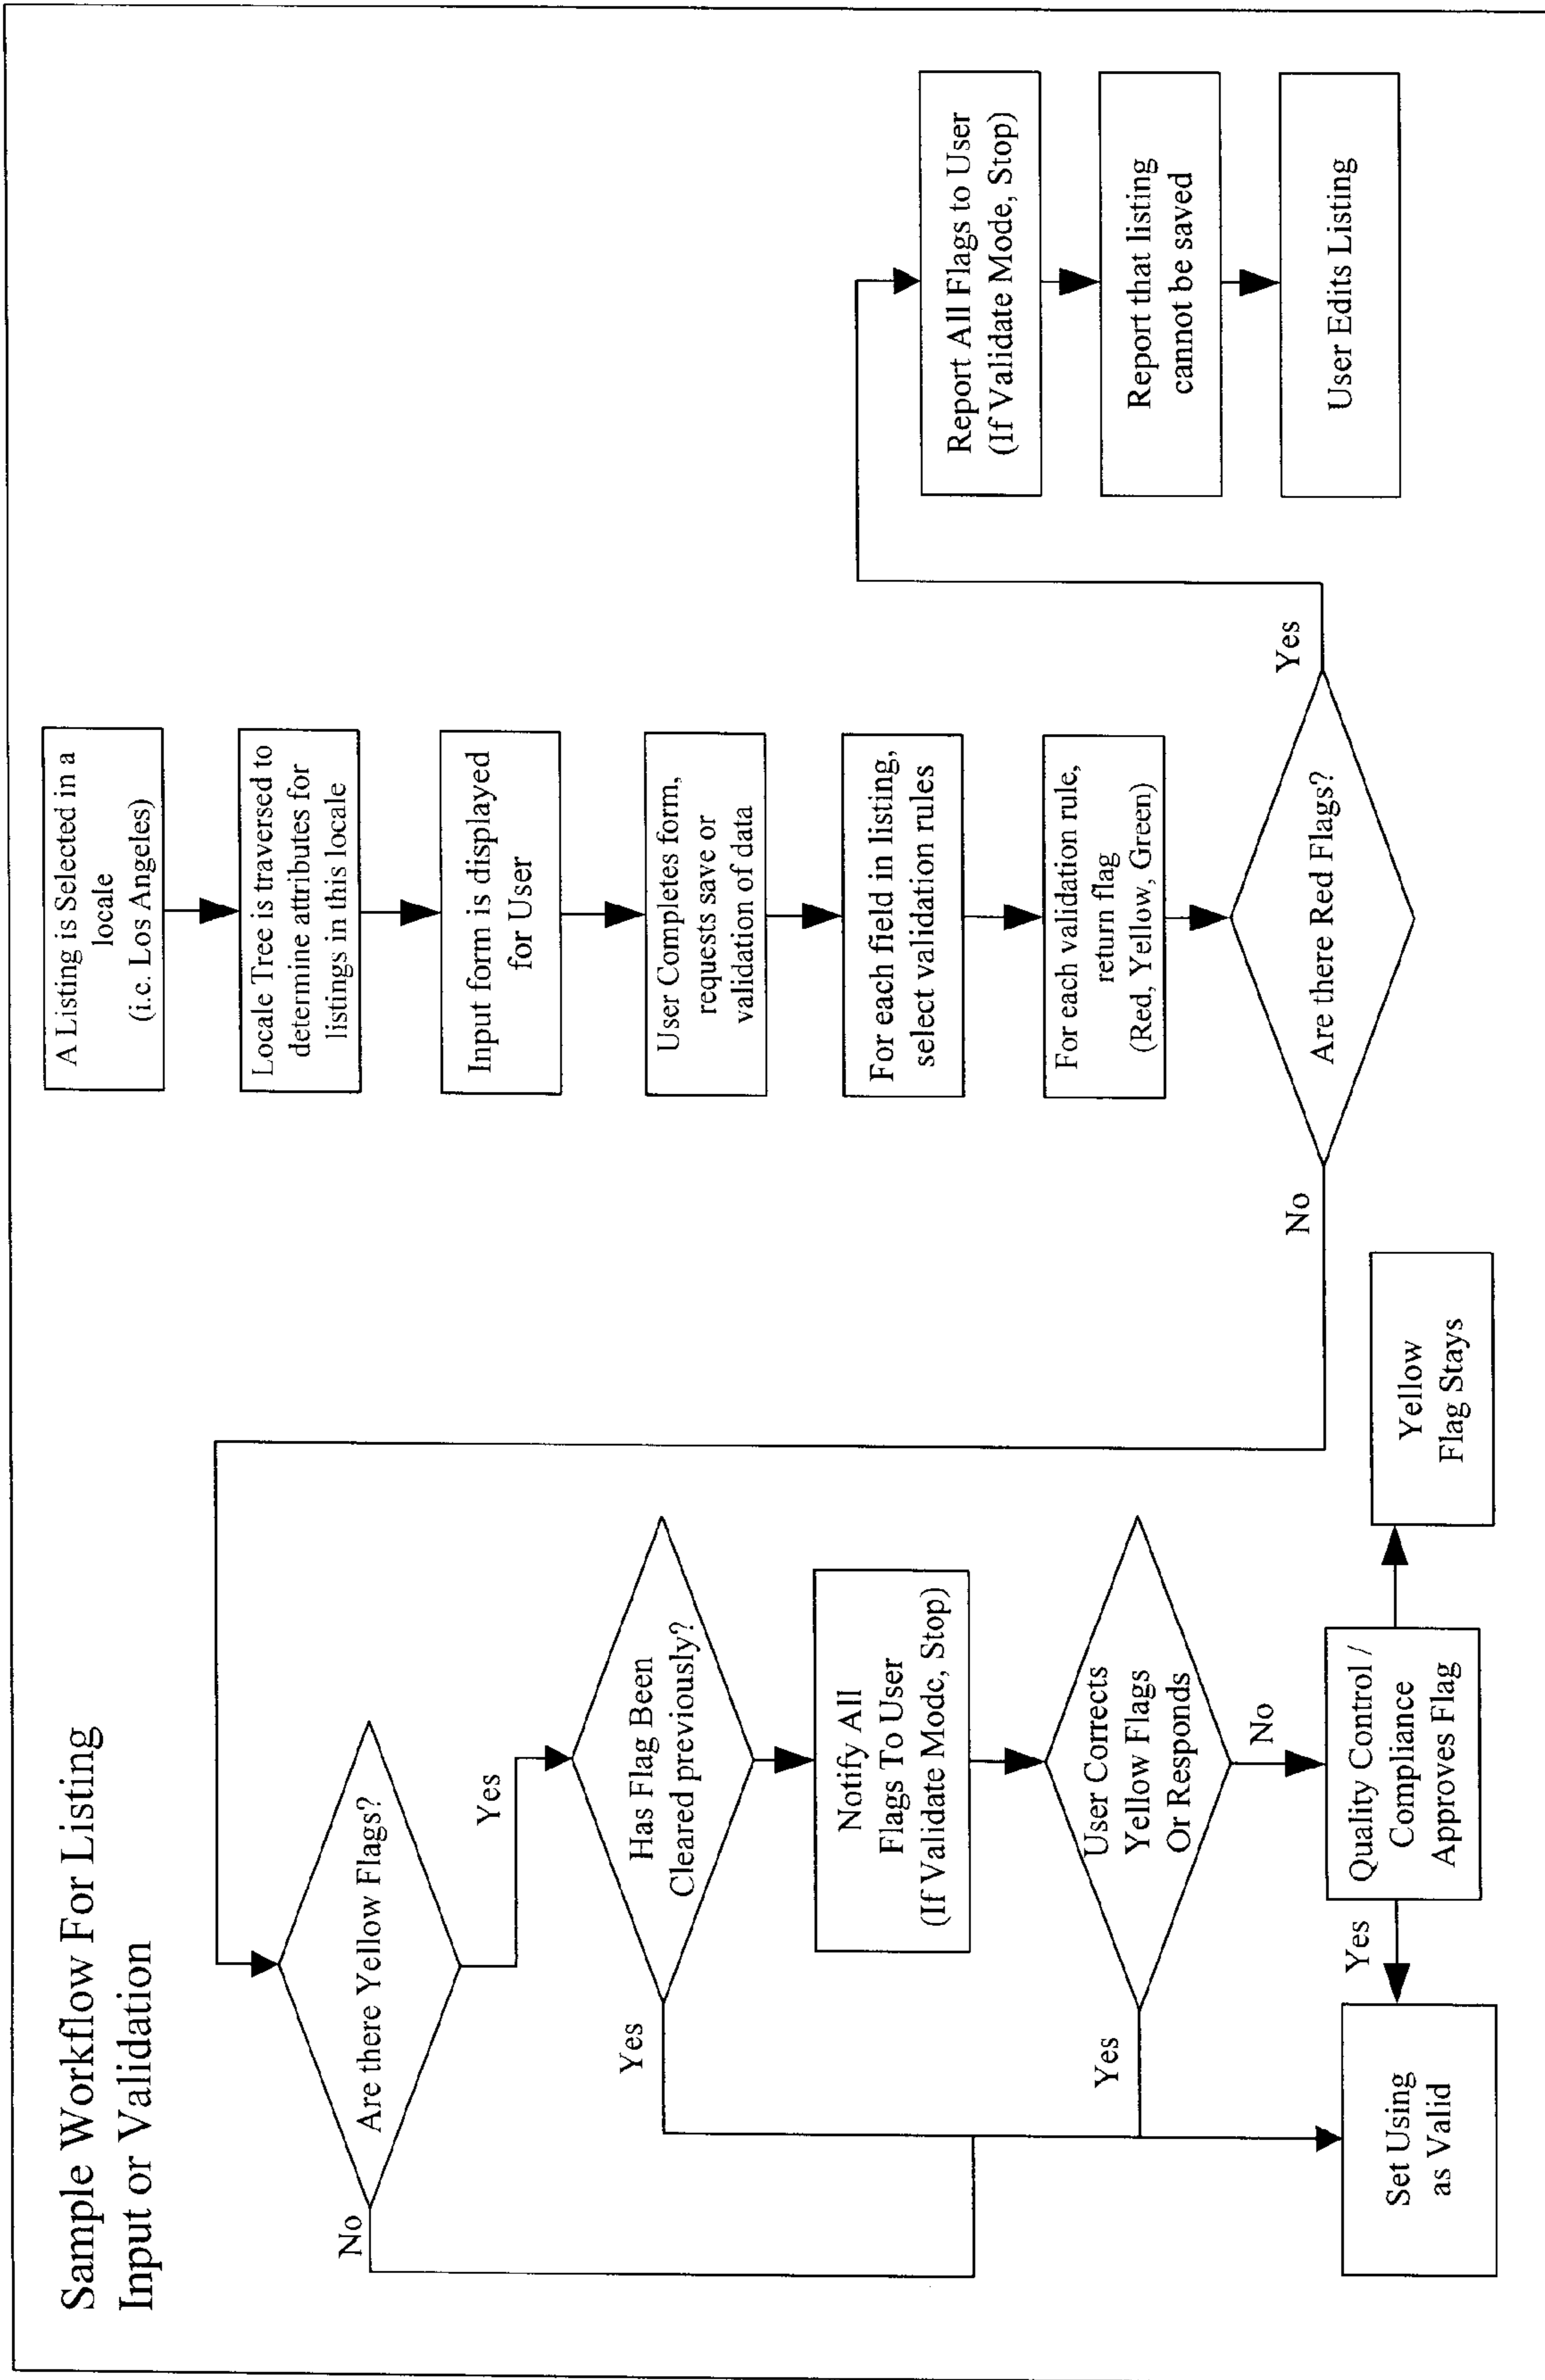 Sample Workflow For Listing
Input or Validation
A Listing is Selected in a
locale
(i.e. Los Angeles)
Locale Tree is traversed to
determine attributes for
listings in this locale
Input form is displayed
for User
User Completes form,
requests save or
validation of data
For each field in listing,
select validation rules
For each validation rule,
return flag
(Red, Yellow, Green)
Are there Red Flags?
Yes
No
Report All Flags to User
(If Validate Mode, Stop)
Report that listing
cannot be saved
User Edits Listing
Are there Yellow Flags?
No
Yes
Has Flag Been
Cleared previously?
Yes
Notify All
Flags To User
(If Validate Mode, Stop)
User Corrects
Yellow Flags
Or Responds
Yes
No
Quality Control /
Compliance
Approves Flag
Yes
Yellow
Flag Stays
Set Using
as Valid